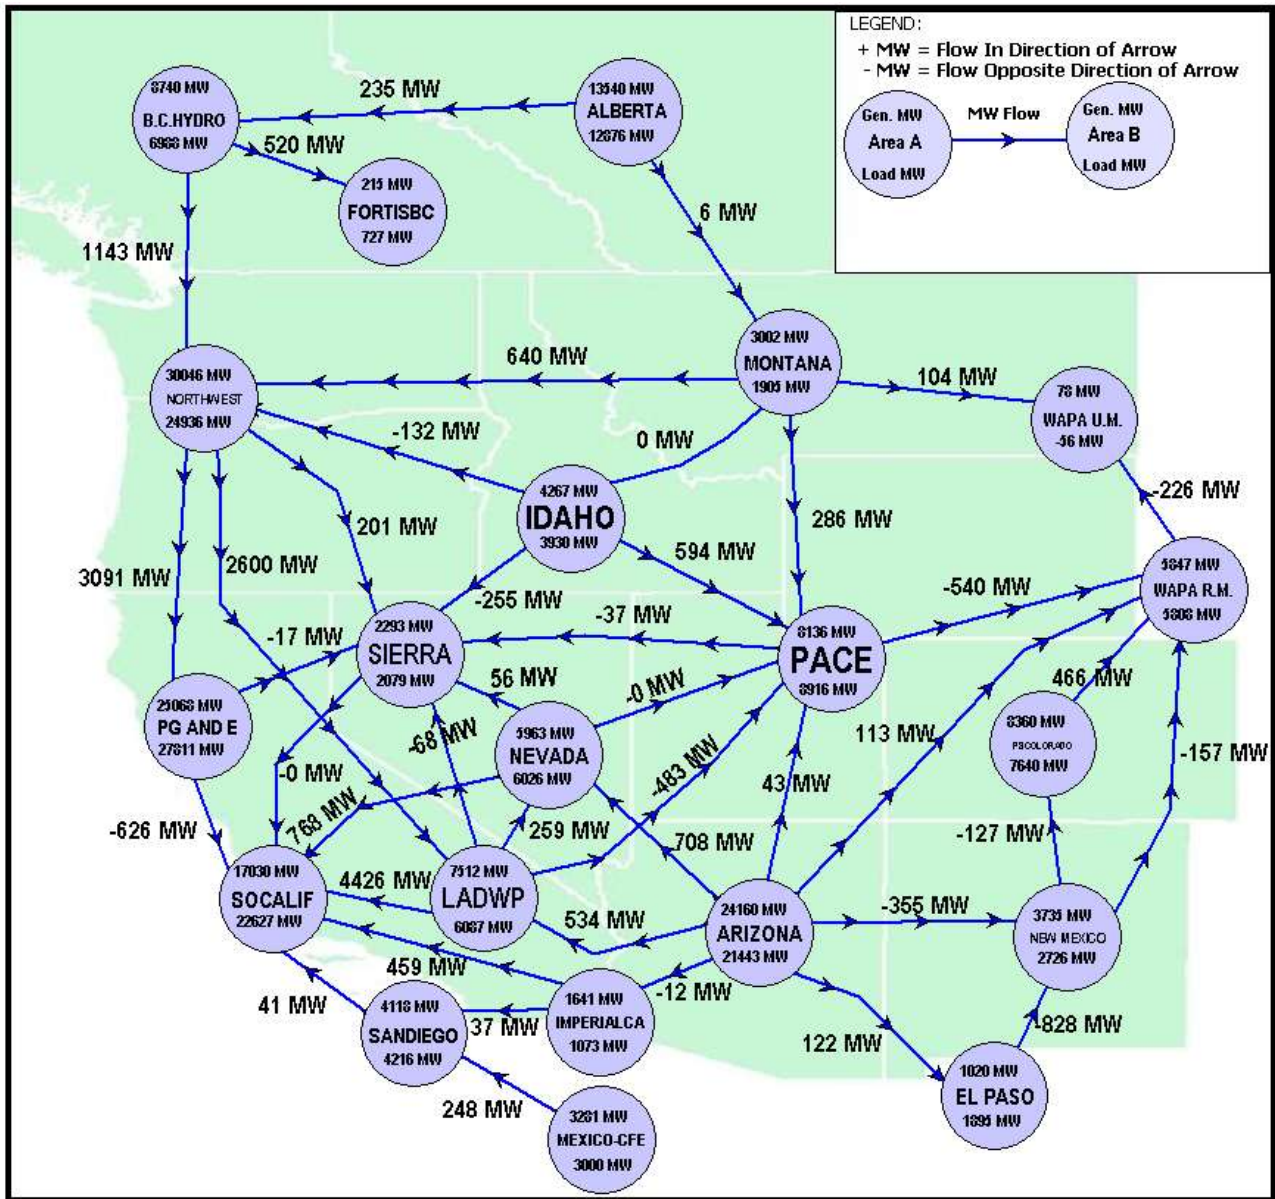 LEGEND:
+ MW = Flow In Direction of Arrow
- MW = Flow Opposite Direction of Arrow
Gen. MW
Area A
Load MW
MW Flow
Gen. MW
Area B
Load MW
8740 MW
B.C.HYDRO
6988 MW
235 MW
13540 MW
ALBERTA
12876 MW
520 MW
215 MW
FORTISBC
727 MW
6 MW
1143 MW
30046 MW
NORTHWEST
24936 MW
640 MW
3002 MW
MONTANA
1905 MW
104 MW
78 MW
WAPA U.M.
-56 MW
-132 MW
0 MW
4267 MW
IDAHO
3930 MW
-226 MW
201 MW
286 MW
3091 MW
2600 MW
594 MW
5847 MW
WAPA R.M.
5808 MW
-255 MW
-540 MW
-17 MW
2293 MW
SIERRA
2079 MW
-37 MW
8136 MW
PACE
8916 MW
56 MW
-0 MW
466 MW
25068 MW
PG AND E
27811 MW
-68 MW
5963 MW
NEVADA
6026 MW
113 MW
8360 MW
PSCOLORADO
7640 MW
-157 MW
-0 MW
-483 MW
43 MW
768 MW
-626 MW
259 MW
708 MW
-127 MW
17030 MW
SOCALIF
22627 MW
4426 MW
7512 MW
LADWP
6087 MW
534 MW
24160 MW
ARIZONA
21443 MW
-355 MW
3735 MW
NEW MEXICO
2726 MW
459 MW
-12 MW
41 MW
4118 MW
SANDIEGO
4216 MW
37 MW
1641 MW
IMPERIALCA
1073 MW
122 MW
-828 MW
1020 MW
EL PASO
1895 MW
248 MW
3281 MW
MEXICO-CFE
3000 MW